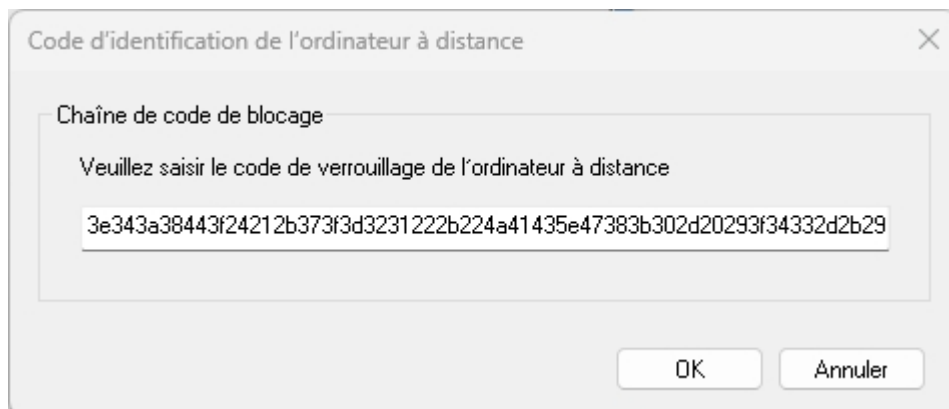 Code d'identification de l'ordinateur à distance
Chaîne de code de blocage
Veuillez saisir le code de verrouillage de l'ordinateur à distance
3e343a38443f24212b373f3d3231222b224a41435e47383b302d20293f34332d2b29
OK
Annuler